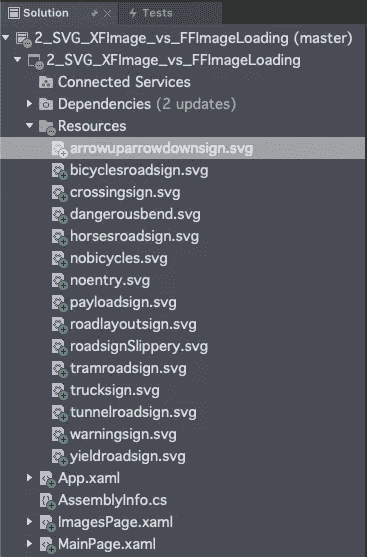 Solution
Tests
2_SVG_XFImage_vs_FFImageLoading (master)
2_SVG_XFImage_vs_FFImageLoading
Connected Services
Dependencies (2 updates)
Resources
arrowuparrowdownsign.svg
bicyclesroadsign.svg
crossingsign.svg
dangerousbend.svg
horsesroadsign.svg
nobicycles.svg
noentry.svg
payloadsign.svg
roadlayoutsign.svg
roadsignSlippery.svg
tramroadsign.svg
trucksign.svg
tunnelroadsign.svg
warningsign.svg
yieldroadsign.svg
App.xaml
AssemblyInfo.cs
ImagesPage.xaml
MainPage.xaml